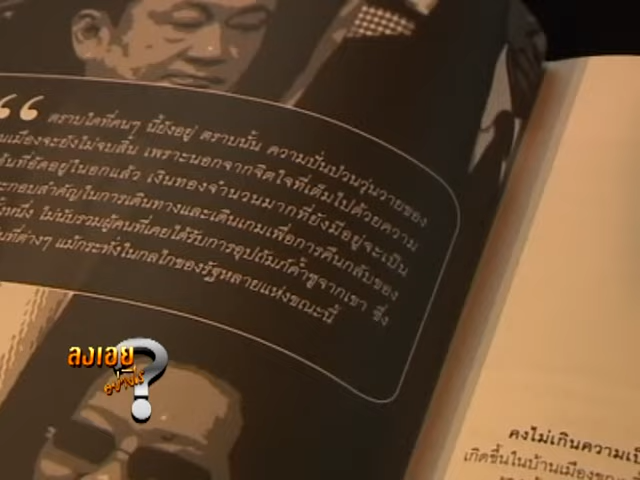 ตราบใดที่คนๆ นี้ยังอยู่ ตราบนั้น ความปั่นป่วนวุ่นวายของ
นเมืองจะยังไม่จบสิ้น เพราะนอกจากจิตใจที่เต็มไปด้วยความ
ค้นที่อัดอยู่ในอกแล้ว เงินทองจำนวนมากที่ยังมีอยู่จะเป็น
ะกอบสำคัญในการเดินทางและเดินเกมเพื่อการคืนกลับของ
ั้งหนึ่ง ไม่นับรวมผู้คนที่เคยได้รับการอุปถัมภ์ค้ำชูจากเขา ซึ่ง
นที่ต่างๆ แม้กระทั่งในกลไกของรัฐหลายแห่งขณะนี้
ลงเอย
อย่างไร
?
คงไม่เกินความเป็
เกิดขึ้นในบ้านเมือง